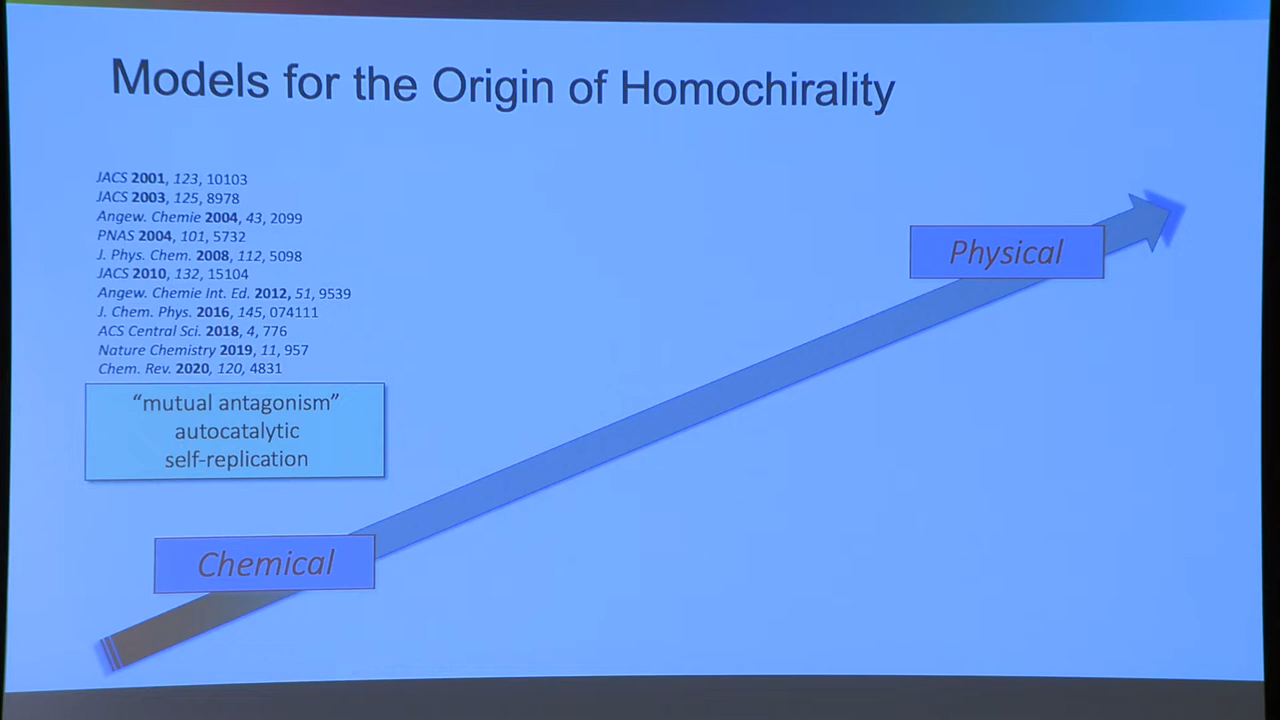 Models for the Origin of Homochirality
JACS 2001, 123, 10103
JACS 2003, 125, 8978
Angew. Chemie 2004, 43, 2099
PNAS 2004, 101, 5732
J. Phys. Chem. 2008, 112, 5098
JACS 2010, 132, 15104
Angew. Chemie Int. Ed. 2012, 51, 9539
J. Chem. Phys. 2016, 145, 074111
ACS Central Sci. 2018, 4, 776
Nature Chemistry 2019, 11, 957
Chem. Rev. 2020, 120, 4831
“mutual antagonism”
autocatalytic
self-replication
Physical
Chemical